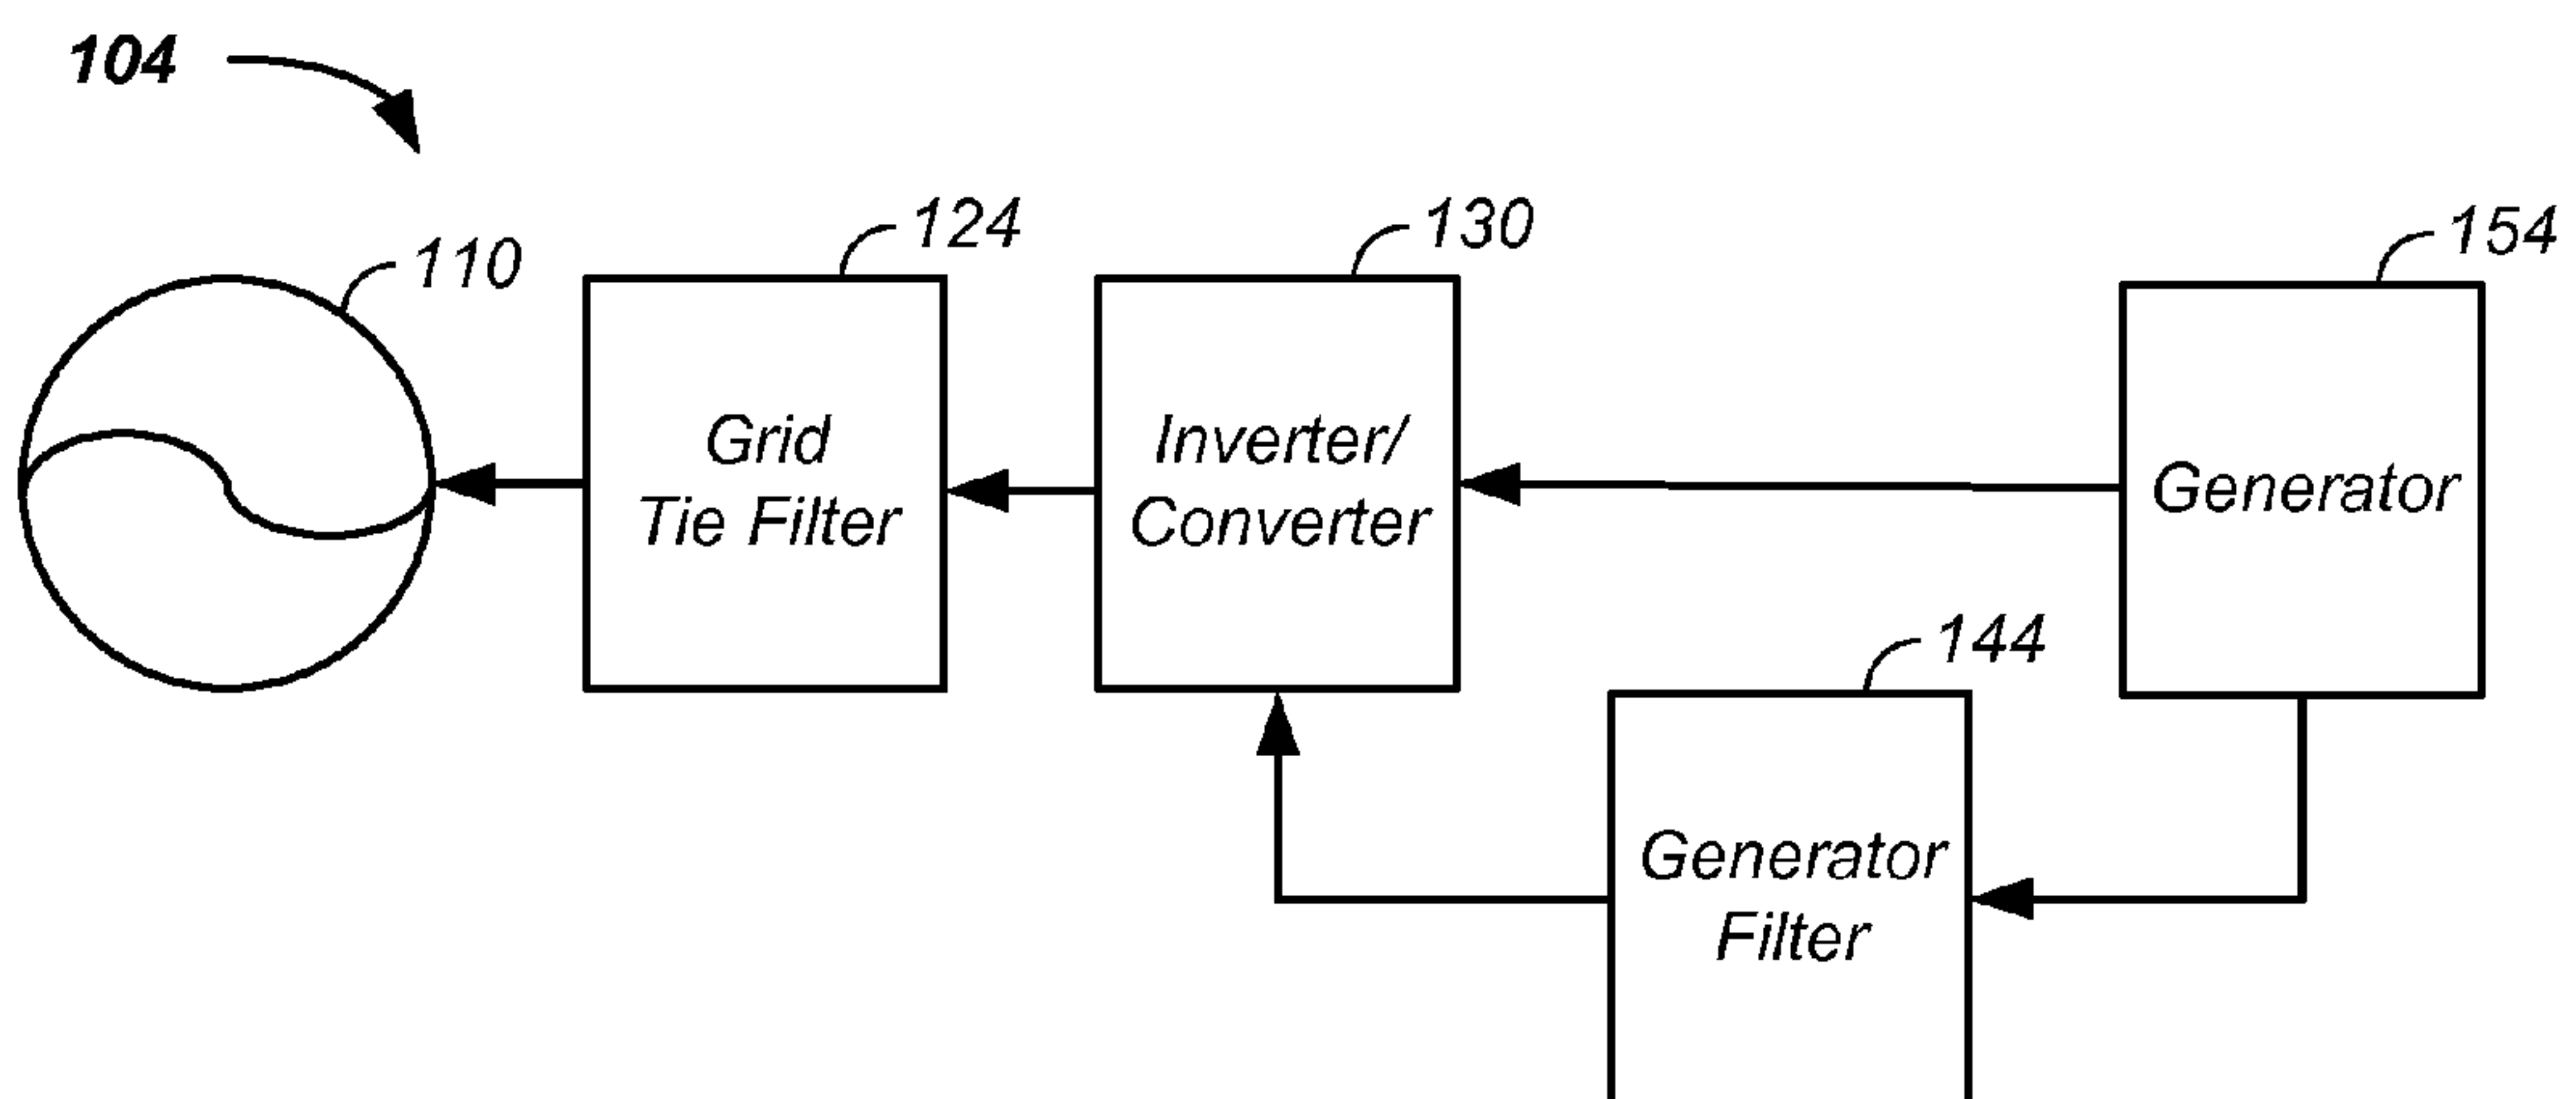 104
110
124
130
154
Grid
Tie Filter
Inverter/
Converter
Generator
144
Generator
Filter